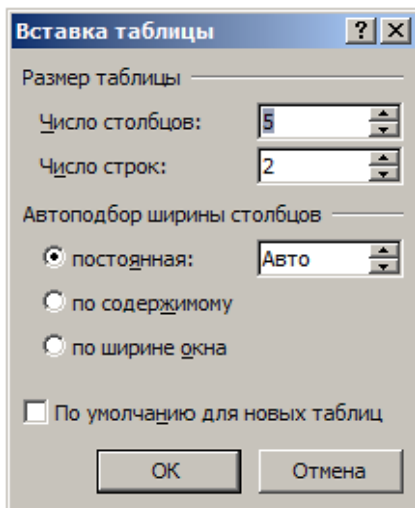 Вставка таблицы
Размер таблицы
Число столбцов: 5
Число строк: 2
Автоподбор ширины столбцов
постоянная: Авто
по содержимому
по ширине окна
По умолчанию для новых таблиц
ОК Отмена